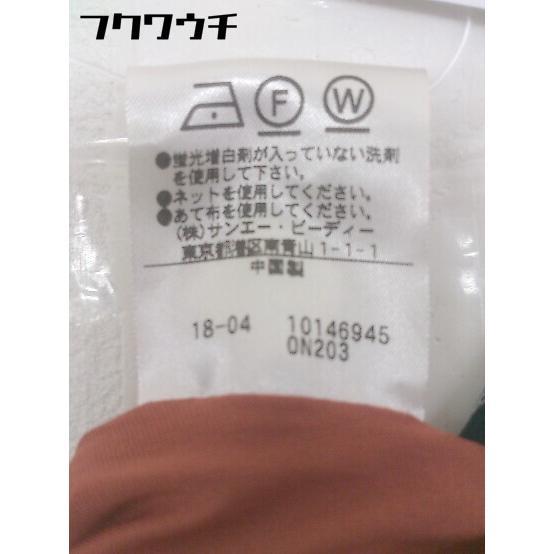 フクワウチ
F W
●蛍光増白剤が入っていない洗剤
を使用して下さい。
●ネットを使用してください。
●あて布を使用してください。
(株)サンエー・ビーディー
東京都港区南青山1-1-1
中国製
18-04 10146945
0N203